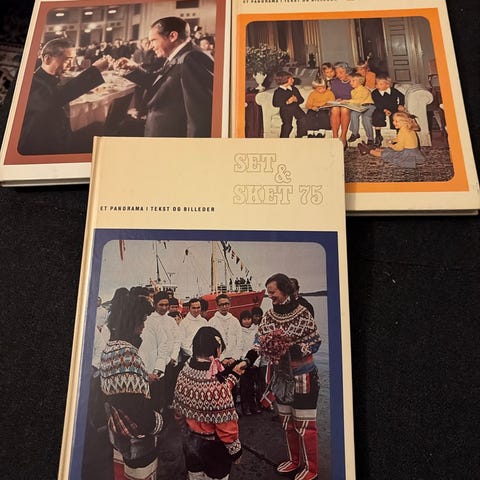 ET PANORAMA I TEKST OG BILLEDER
SET
&
SKET 75
ET PANORAMA I TEKST OG BILLEDER